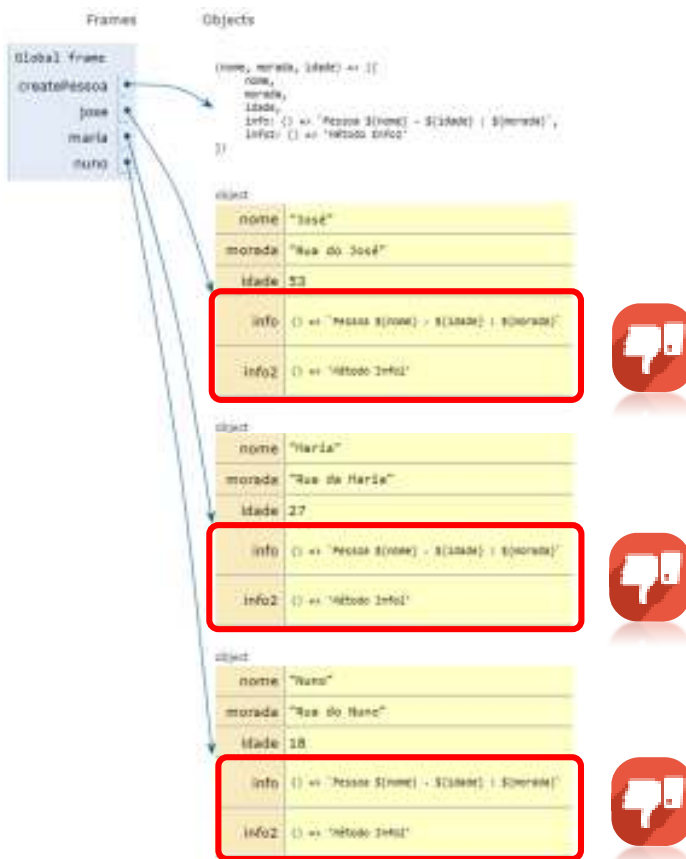 Frames Objects
Global frame
createPessoa
jose
maria
nuno
(nome, morada, idade) => ({
nome,
morada,
idade,
info: () => `Pessoa ${nome} - ${idade} | ${morada}`,
info2: () => 'Método Info2'
})
object
nome "José"
morada "Rua do José"
idade 53
info () => `Pessoa ${nome} - ${idade} | ${morada}`
info2 () => 'Método Info2'
object
nome "Maria"
morada "Rua da Maria"
idade 27
info () => `Pessoa ${nome} - ${idade} | ${morada}`
info2 () => 'Método Info2'
object
nome "Nuno"
morada "Rua do Nuno"
idade 18
info () => `Pessoa ${nome} - ${idade} | ${morada}`
info2 () => 'Método Info2'